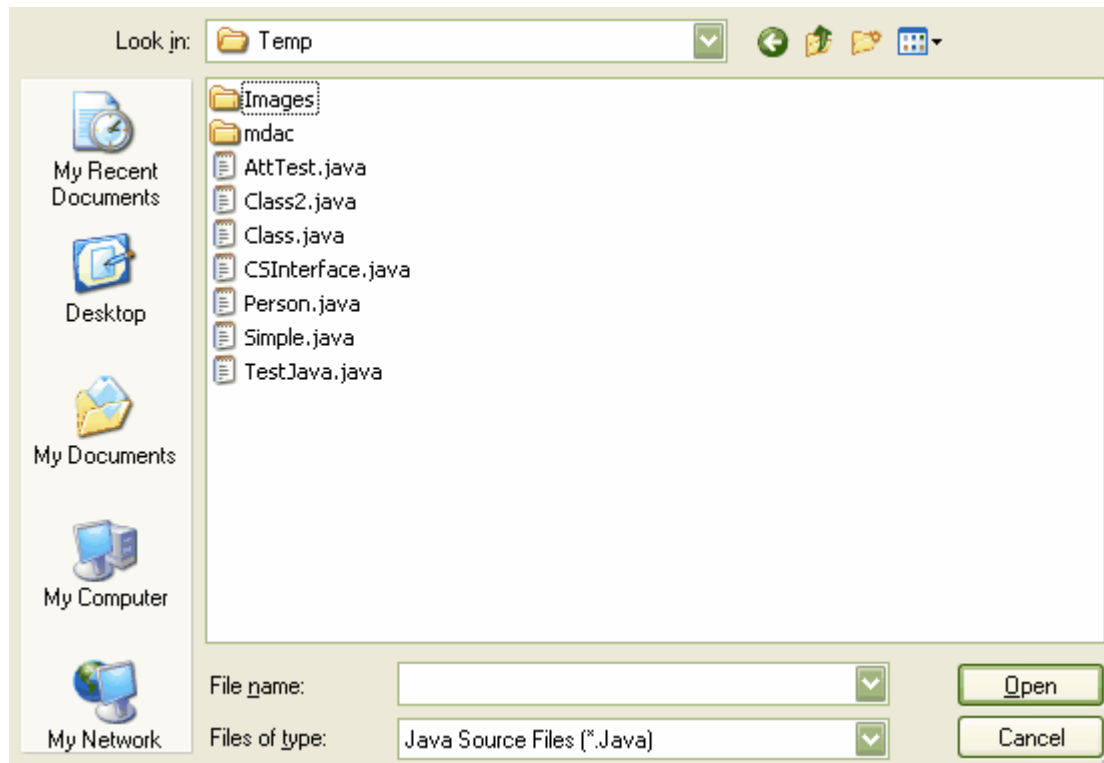 Look in: Temp
My Recent
Documents
Desktop
My Documents
My Computer
My Network
Images
mdac
AttTest.java
Class2.java
Class.java
CSInterface.java
Person.java
Simple.java
TestJava.java
File name: Open
Files of type: Java Source Files (*.Java) Cancel